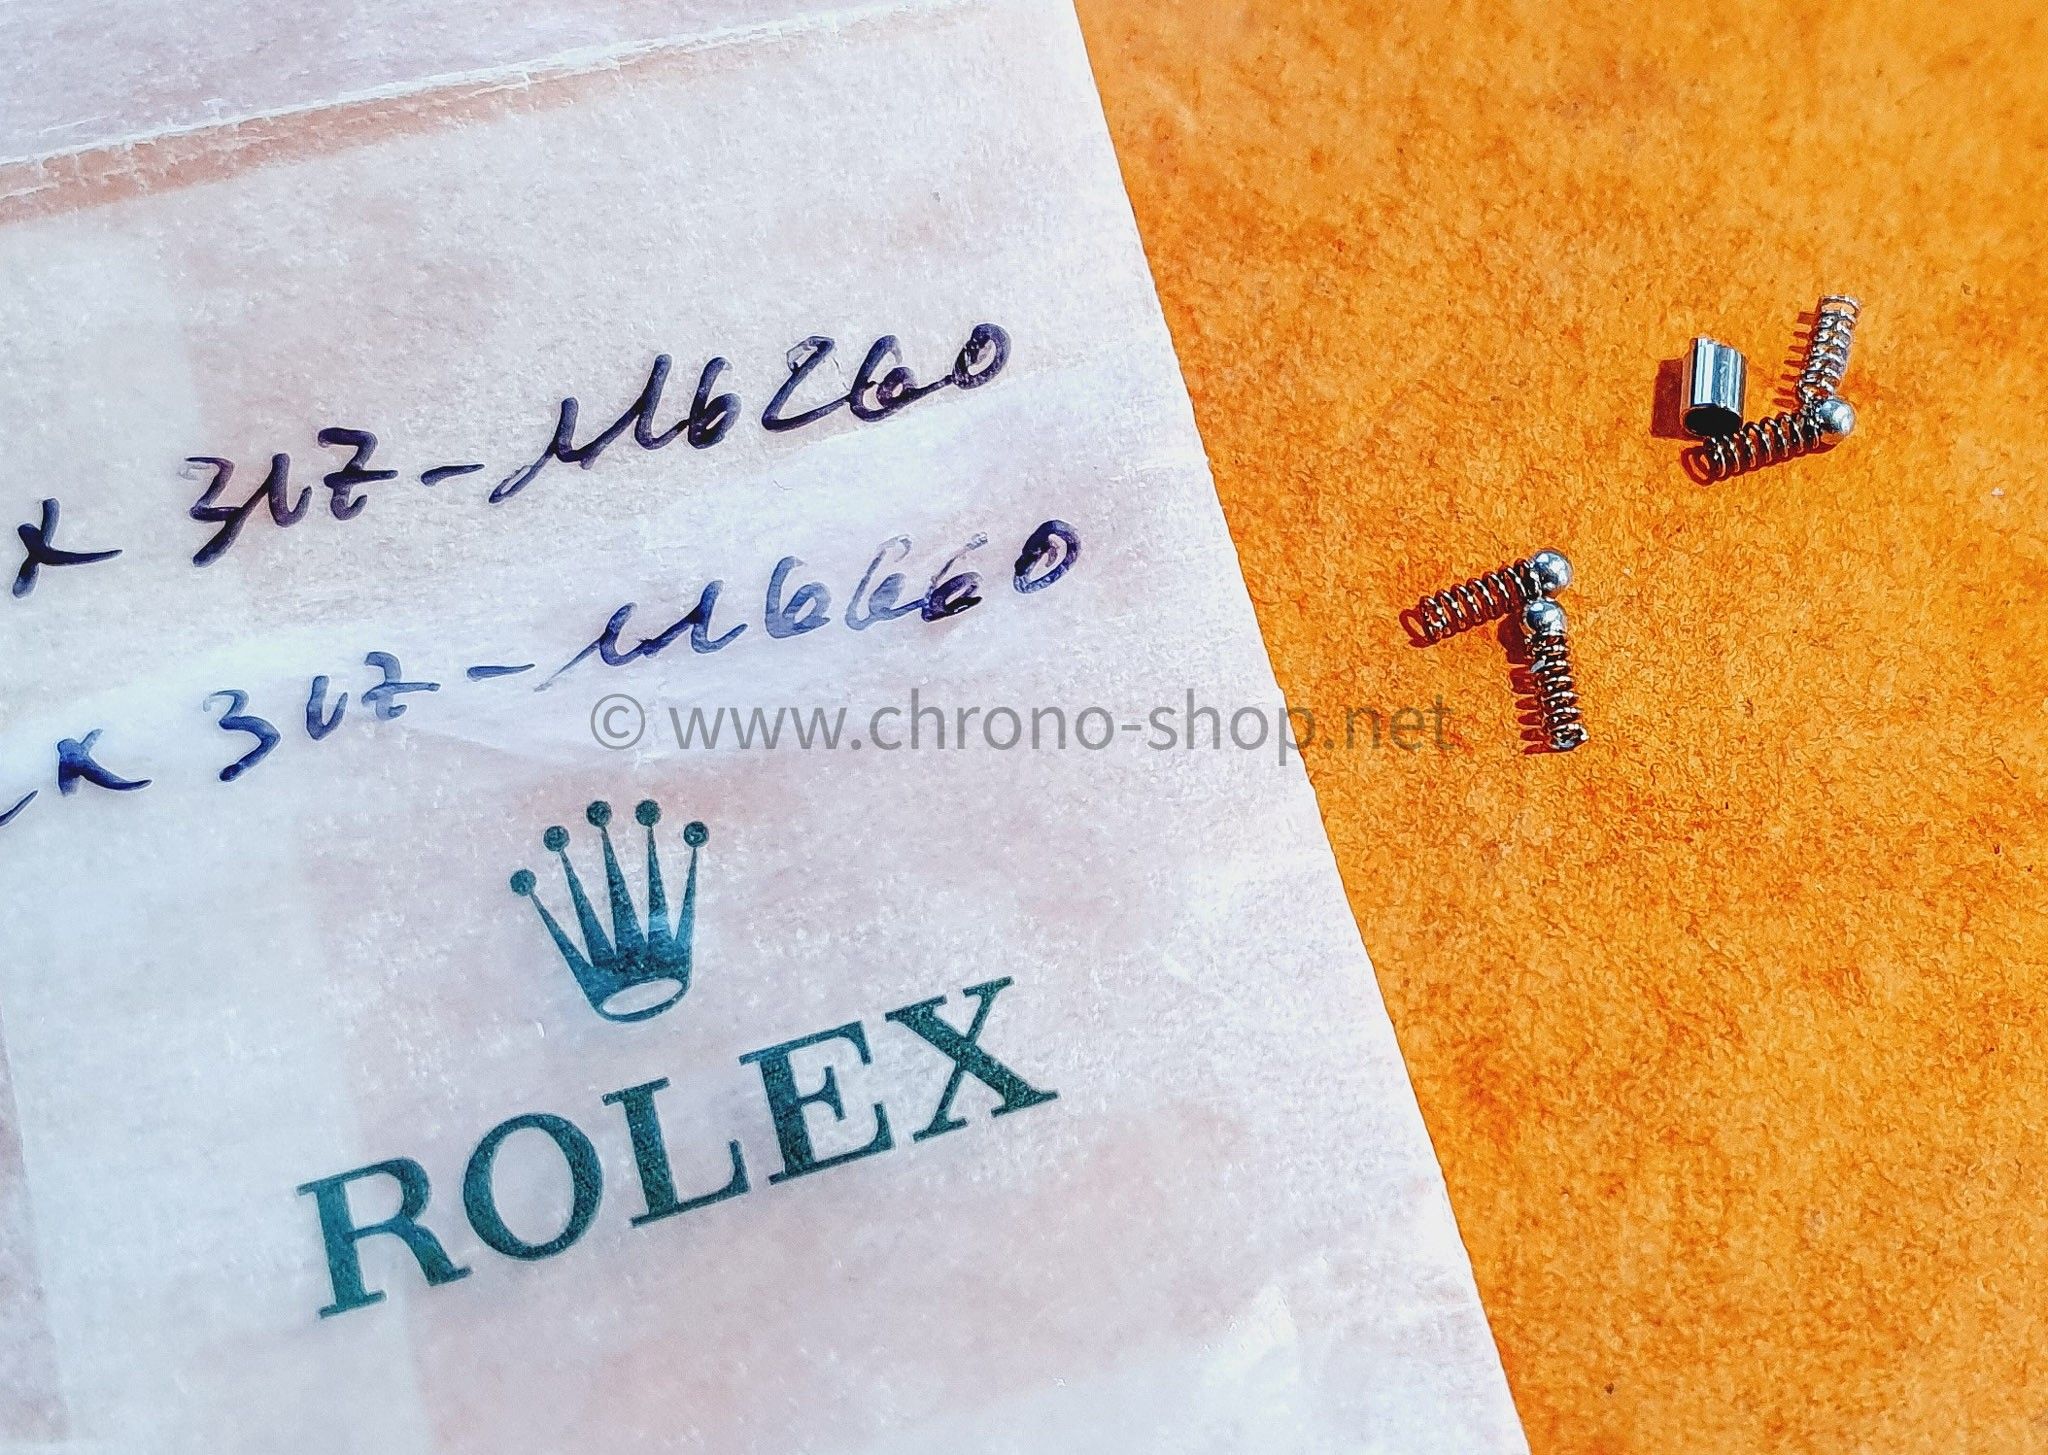 x 317-116260
x 317-116660
© www.chrono-shop.net
ROLEX